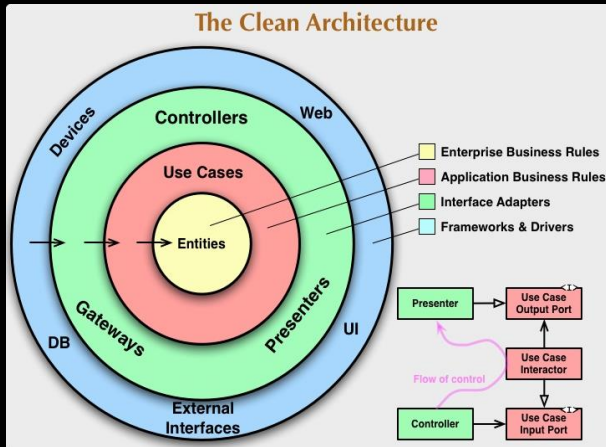 The Clean Architecture
Devices
Controllers
Web
Use Cases
Entities
Gateways
Presenters
DB
UI
External
Interfaces
Enterprise Business Rules
Application Business Rules
Interface Adapters
Frameworks & Drivers
Presenter
Use Case
Output Port
<I>
Flow of control
Use Case
Interactor
Controller
Use Case
Input Port
<I>